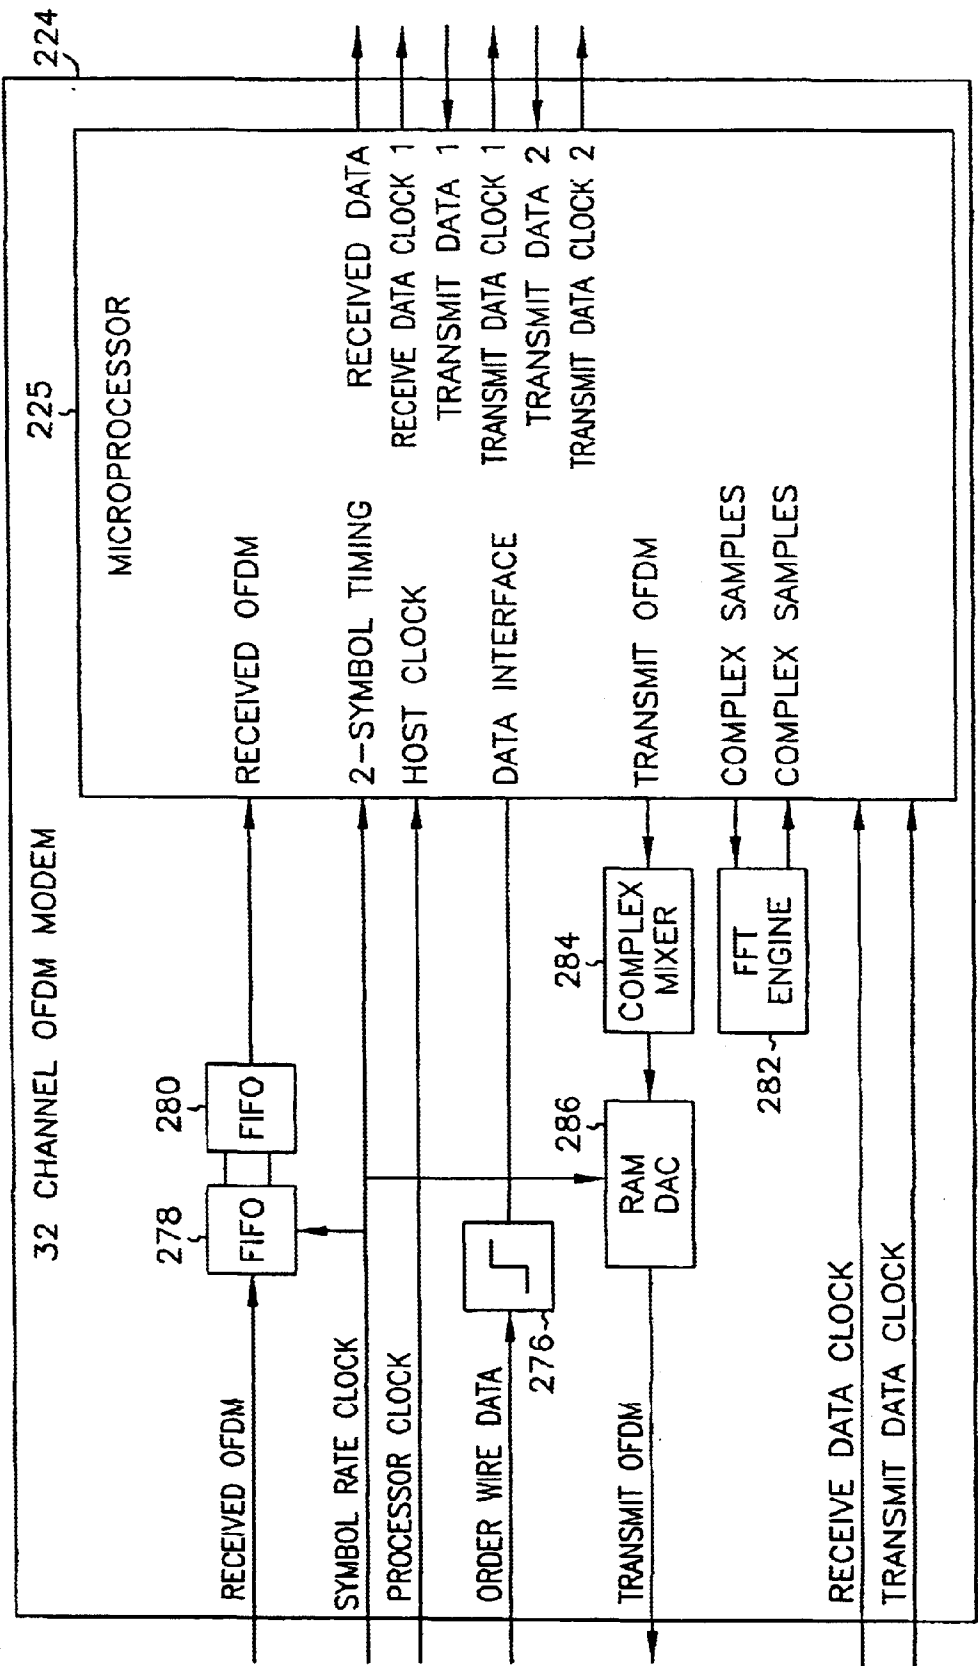 224
32 CHANNEL OFDM MODEM
225
MICROPROCESSOR
278
280
RECEIVED OFDM
FIFO
FIFO
RECEIVED OFDM
SYMBOL RATE CLOCK
2-SYMBOL TIMING
RECEIVED DATA
PROCESSOR CLOCK
HOST CLOCK
RECEIVE DATA CLOCK 1
TRANSMIT DATA 1
ORDER WIRE DATA
DATA INTERFACE
TRANSMIT DATA CLOCK 1
276
TRANSMIT DATA 2
286
284
TRANSMIT DATA CLOCK 2
TRANSMIT OFDM
RAM
DAC
COMPLEX
MIXER
TRANSMIT OFDM
COMPLEX SAMPLES
FFT
ENGINE
282
COMPLEX SAMPLES
RECEIVE DATA CLOCK
TRANSMIT DATA CLOCK